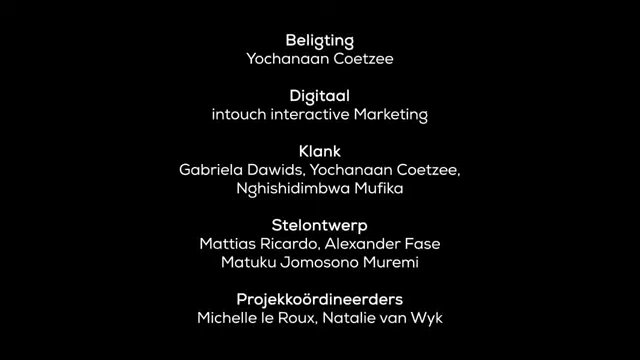 Beligting
Yochanaan Coetzee
Digitaal
intouch interactive Marketing
Klank
Gabriela Dawids, Yochanaan Coetzee,
Nghishidimbwa Mufika
Stelontwerp
Mattias Ricardo, Alexander Fase
Matuku Jomosono Muremi
Projekkoördineerders
Michelle le Roux, Natalie van Wyk